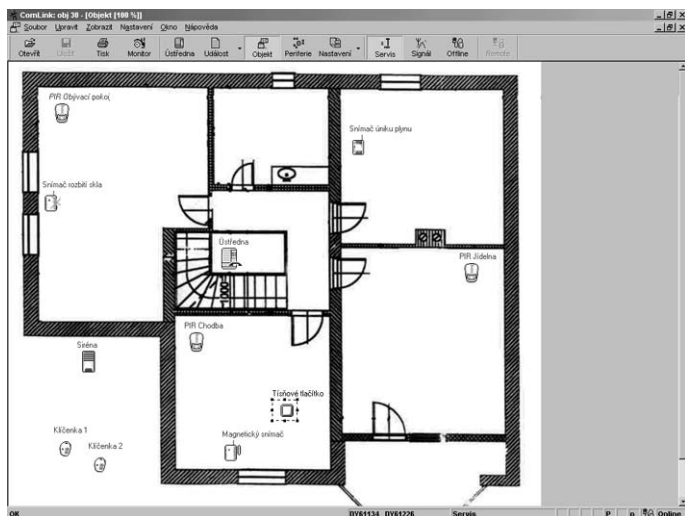 ComLink: obj 30 - [Objekt [100 %]]
Soubor Upravit Zobrazit Nastavení Okno Nápověda
Otevřít Uložit Tisk Monitor Ústředna Událost Objekt Periferie Nastavení Servis Signál Offline Remote
PIR Obývací pokoj
Snímač úniku plynu
Snímač rozbití skla
Ústředna
PIR Jídelna
PIR Chodba
Siréna
Tísňové tlačítko
Klíčenka 1
Magnetický snímač
Klíčenka 2
OK DY61134, DY61226 Servis P p Online